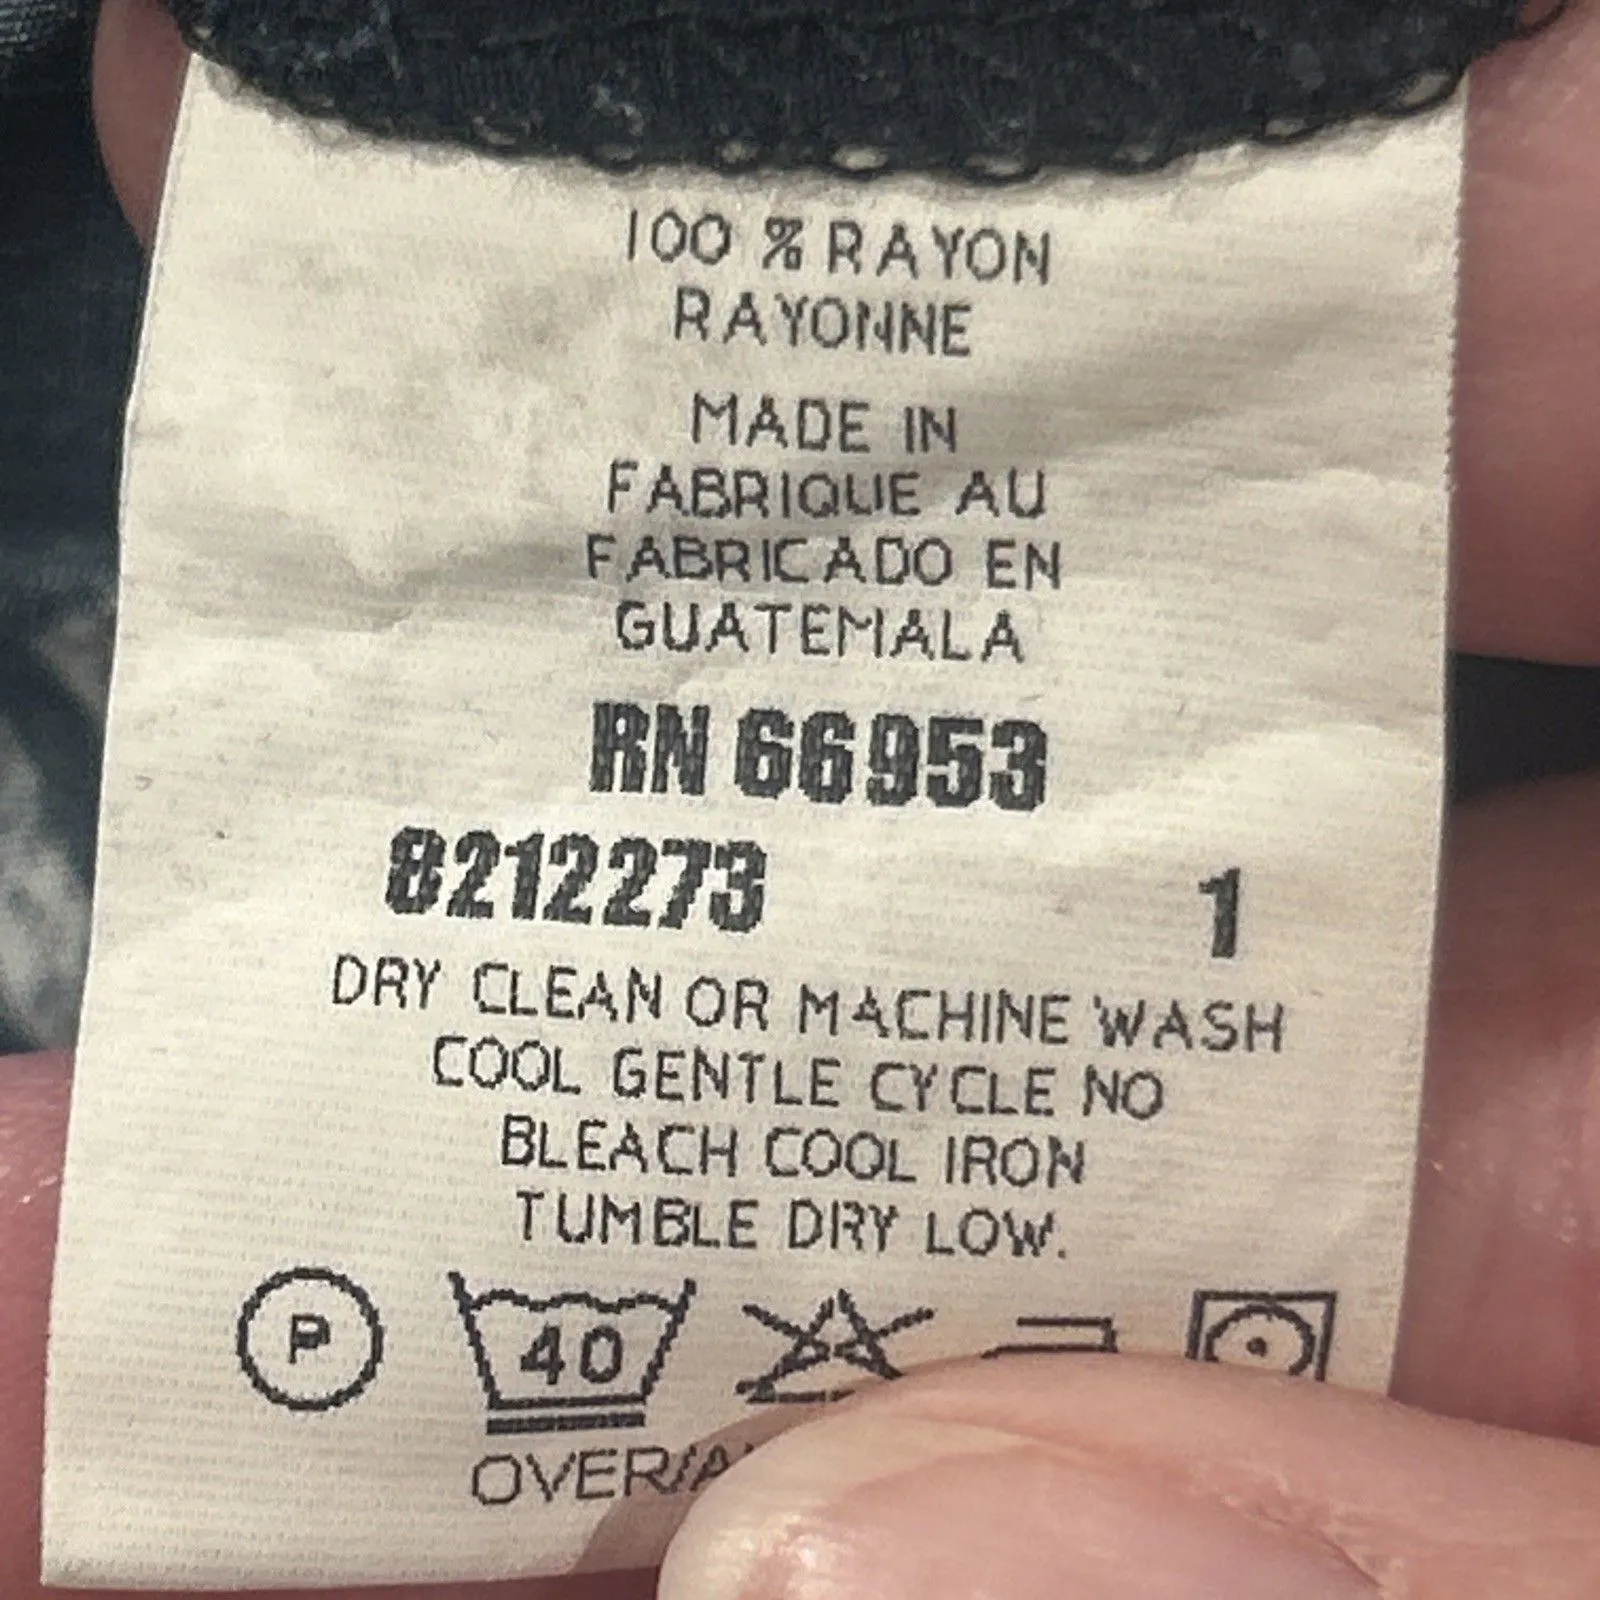 100 % RAYON
RAYONNE
MADE IN
FABRIQUE AU
FABRICADO EN
GUATEMALA
RN 66953
8212273 1
DRY CLEAN OR MACHINE WASH
COOL GENTLE CYCLE NO
BLEACH COOL IRON
TUMBLE DRY LOW.
P 40